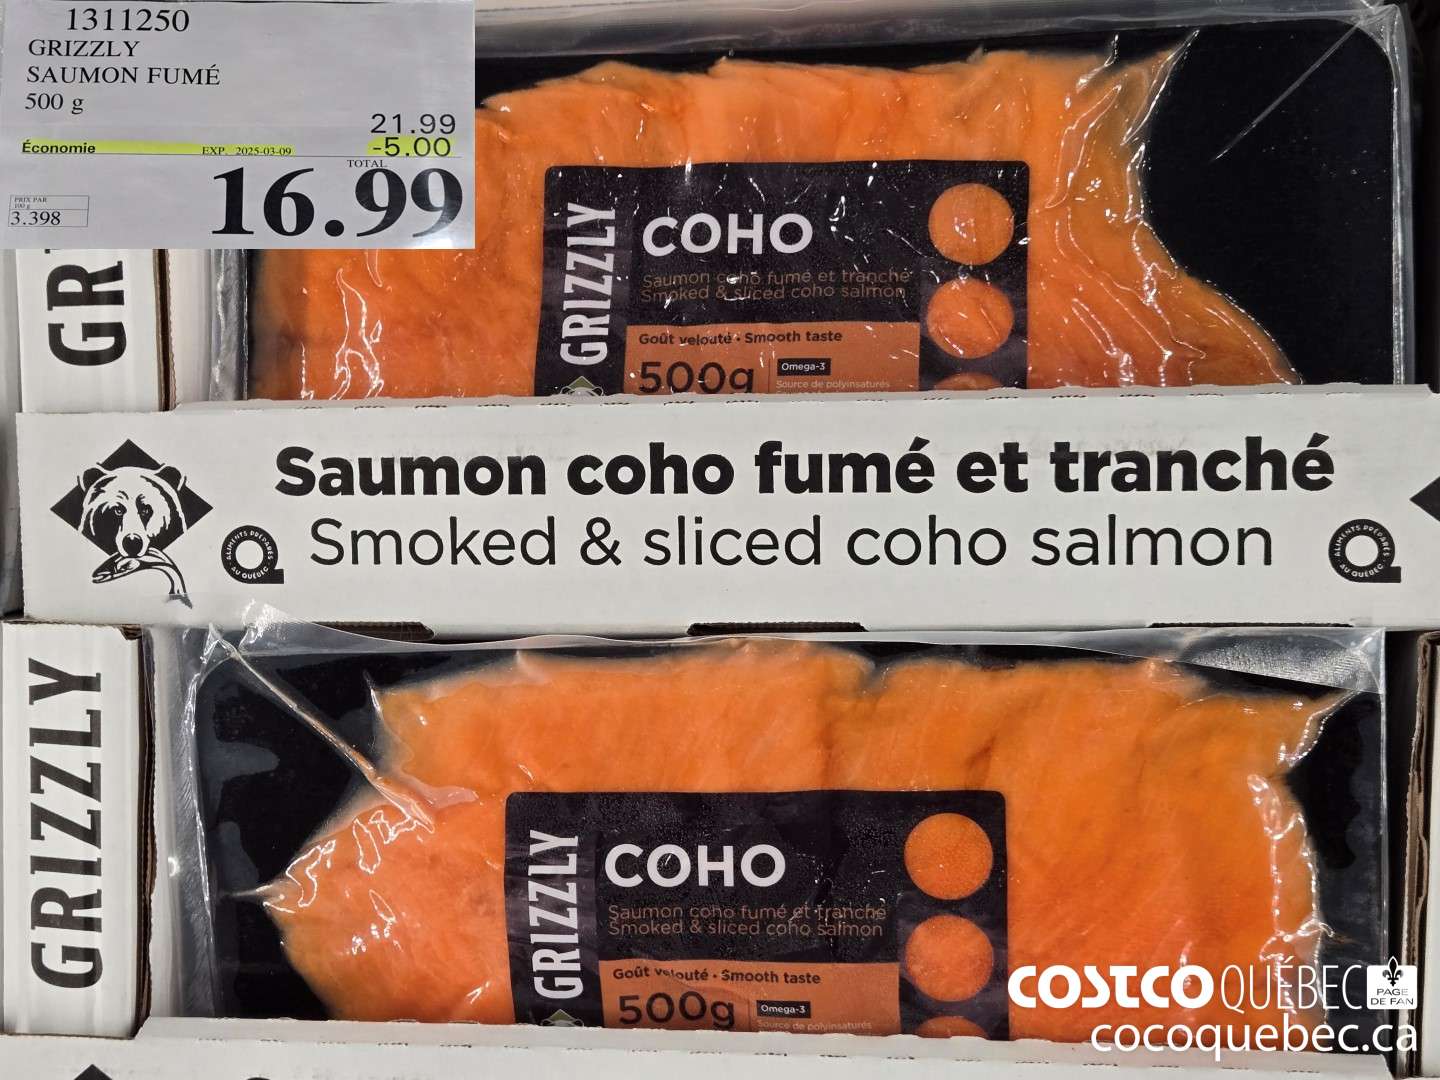 1311250
GRIZZLY
SAUMON FUMÉ
500 g
21.99
Économie EXP. 2025-03-09 -5.00
TOTAL
16.99
PRIX PAR
100 g
3.398
GR
GRIZZLY
COHO
Saumon coho fumé et tranché
Smoked & sliced coho salmon
Goût velouté • Smooth taste
500g
Omega-3
Source de polyinsaturés
Saumon coho fumé et tranché
Smoked & sliced coho salmon
ALIMENTS PRÉPARÉS
AU QUÉBEC
ALIMENTS PRÉPARÉS
AU QUÉBEC
GRIZZLY
GRIZZLY
COHO
Saumon coho fumé et tranché
Smoked & sliced coho salmon
Goût velouté • Smooth taste
500g
Omega-3
Source de polyinsaturés
COSTCO QUÉBEC
PAGE
DE FAN
cocoquebec.ca